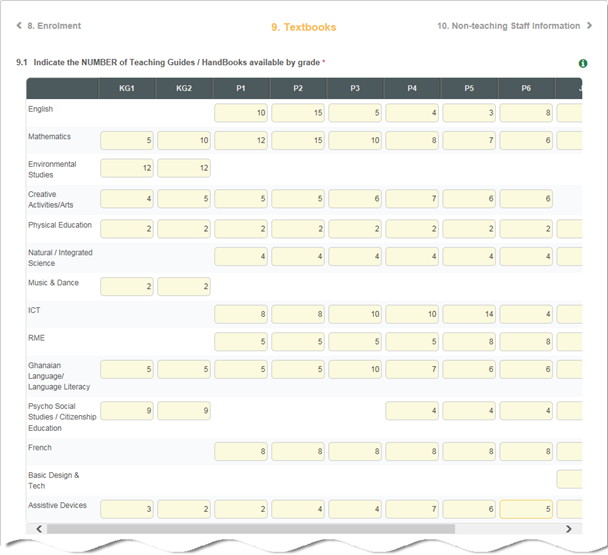 8. Enrolment 9. Textbooks 10. Non-teaching Staff Information
9.1 Indicate the NUMBER of Teaching Guides / HandBooks available by grade *
KG1 KG2 P1 P2 P3 P4 P5 P6 J
English 10 15 5 4 3 8
Mathematics 5 10 12 15 10 8 7 6
Environmental 12 12
Studies
Creative 4 5 5 5 6 7 6 6
Activities/Arts
Physical Education 2 2 2 2 2 2 2 2
Natural / Integrated 4 4 4 4 4 4
Science
Music & Dance 2 2
ICT 8 8 10 10 14 4
RME 5 5 5 5 8 8
Ghanaian 5 5 5 5 10 7 6 6
Language/
Language Literacy
Psycho Social 9 9 4 4 4
Studies / Citizenship
Education
French 8 8 8 8 8 8
Basic Design &
Tech
Assistive Devices 3 2 2 4 4 7 6 5